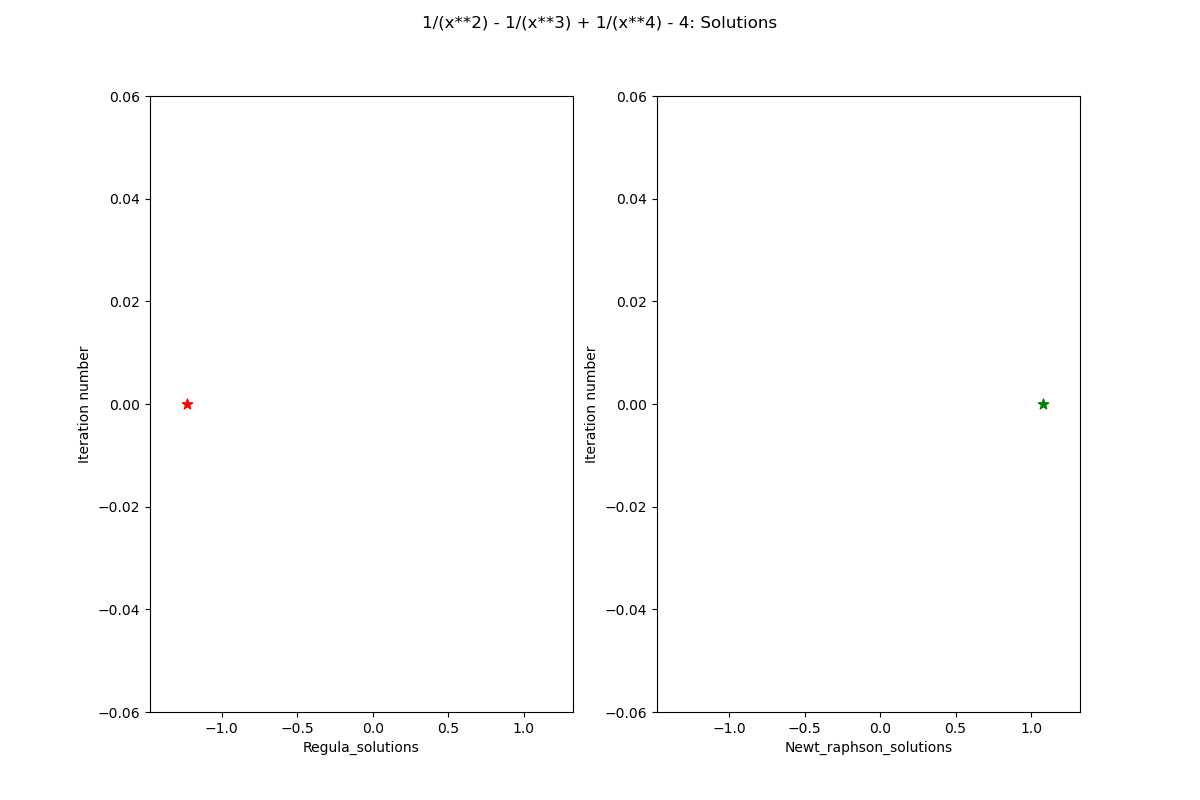 1/(x**2) - 1/(x**3) + 1/(x**4) - 4: Solutions
0.06
0.04
0.02
0.00
−0.02
−0.04
−0.06
Iteration number
−1.0 −0.5 0.0 0.5 1.0
Regula_solutions
0.06
0.04
0.02
0.00
−0.02
−0.04
−0.06
Iteration number
−1.0 −0.5 0.0 0.5 1.0
Newt_raphson_solutions